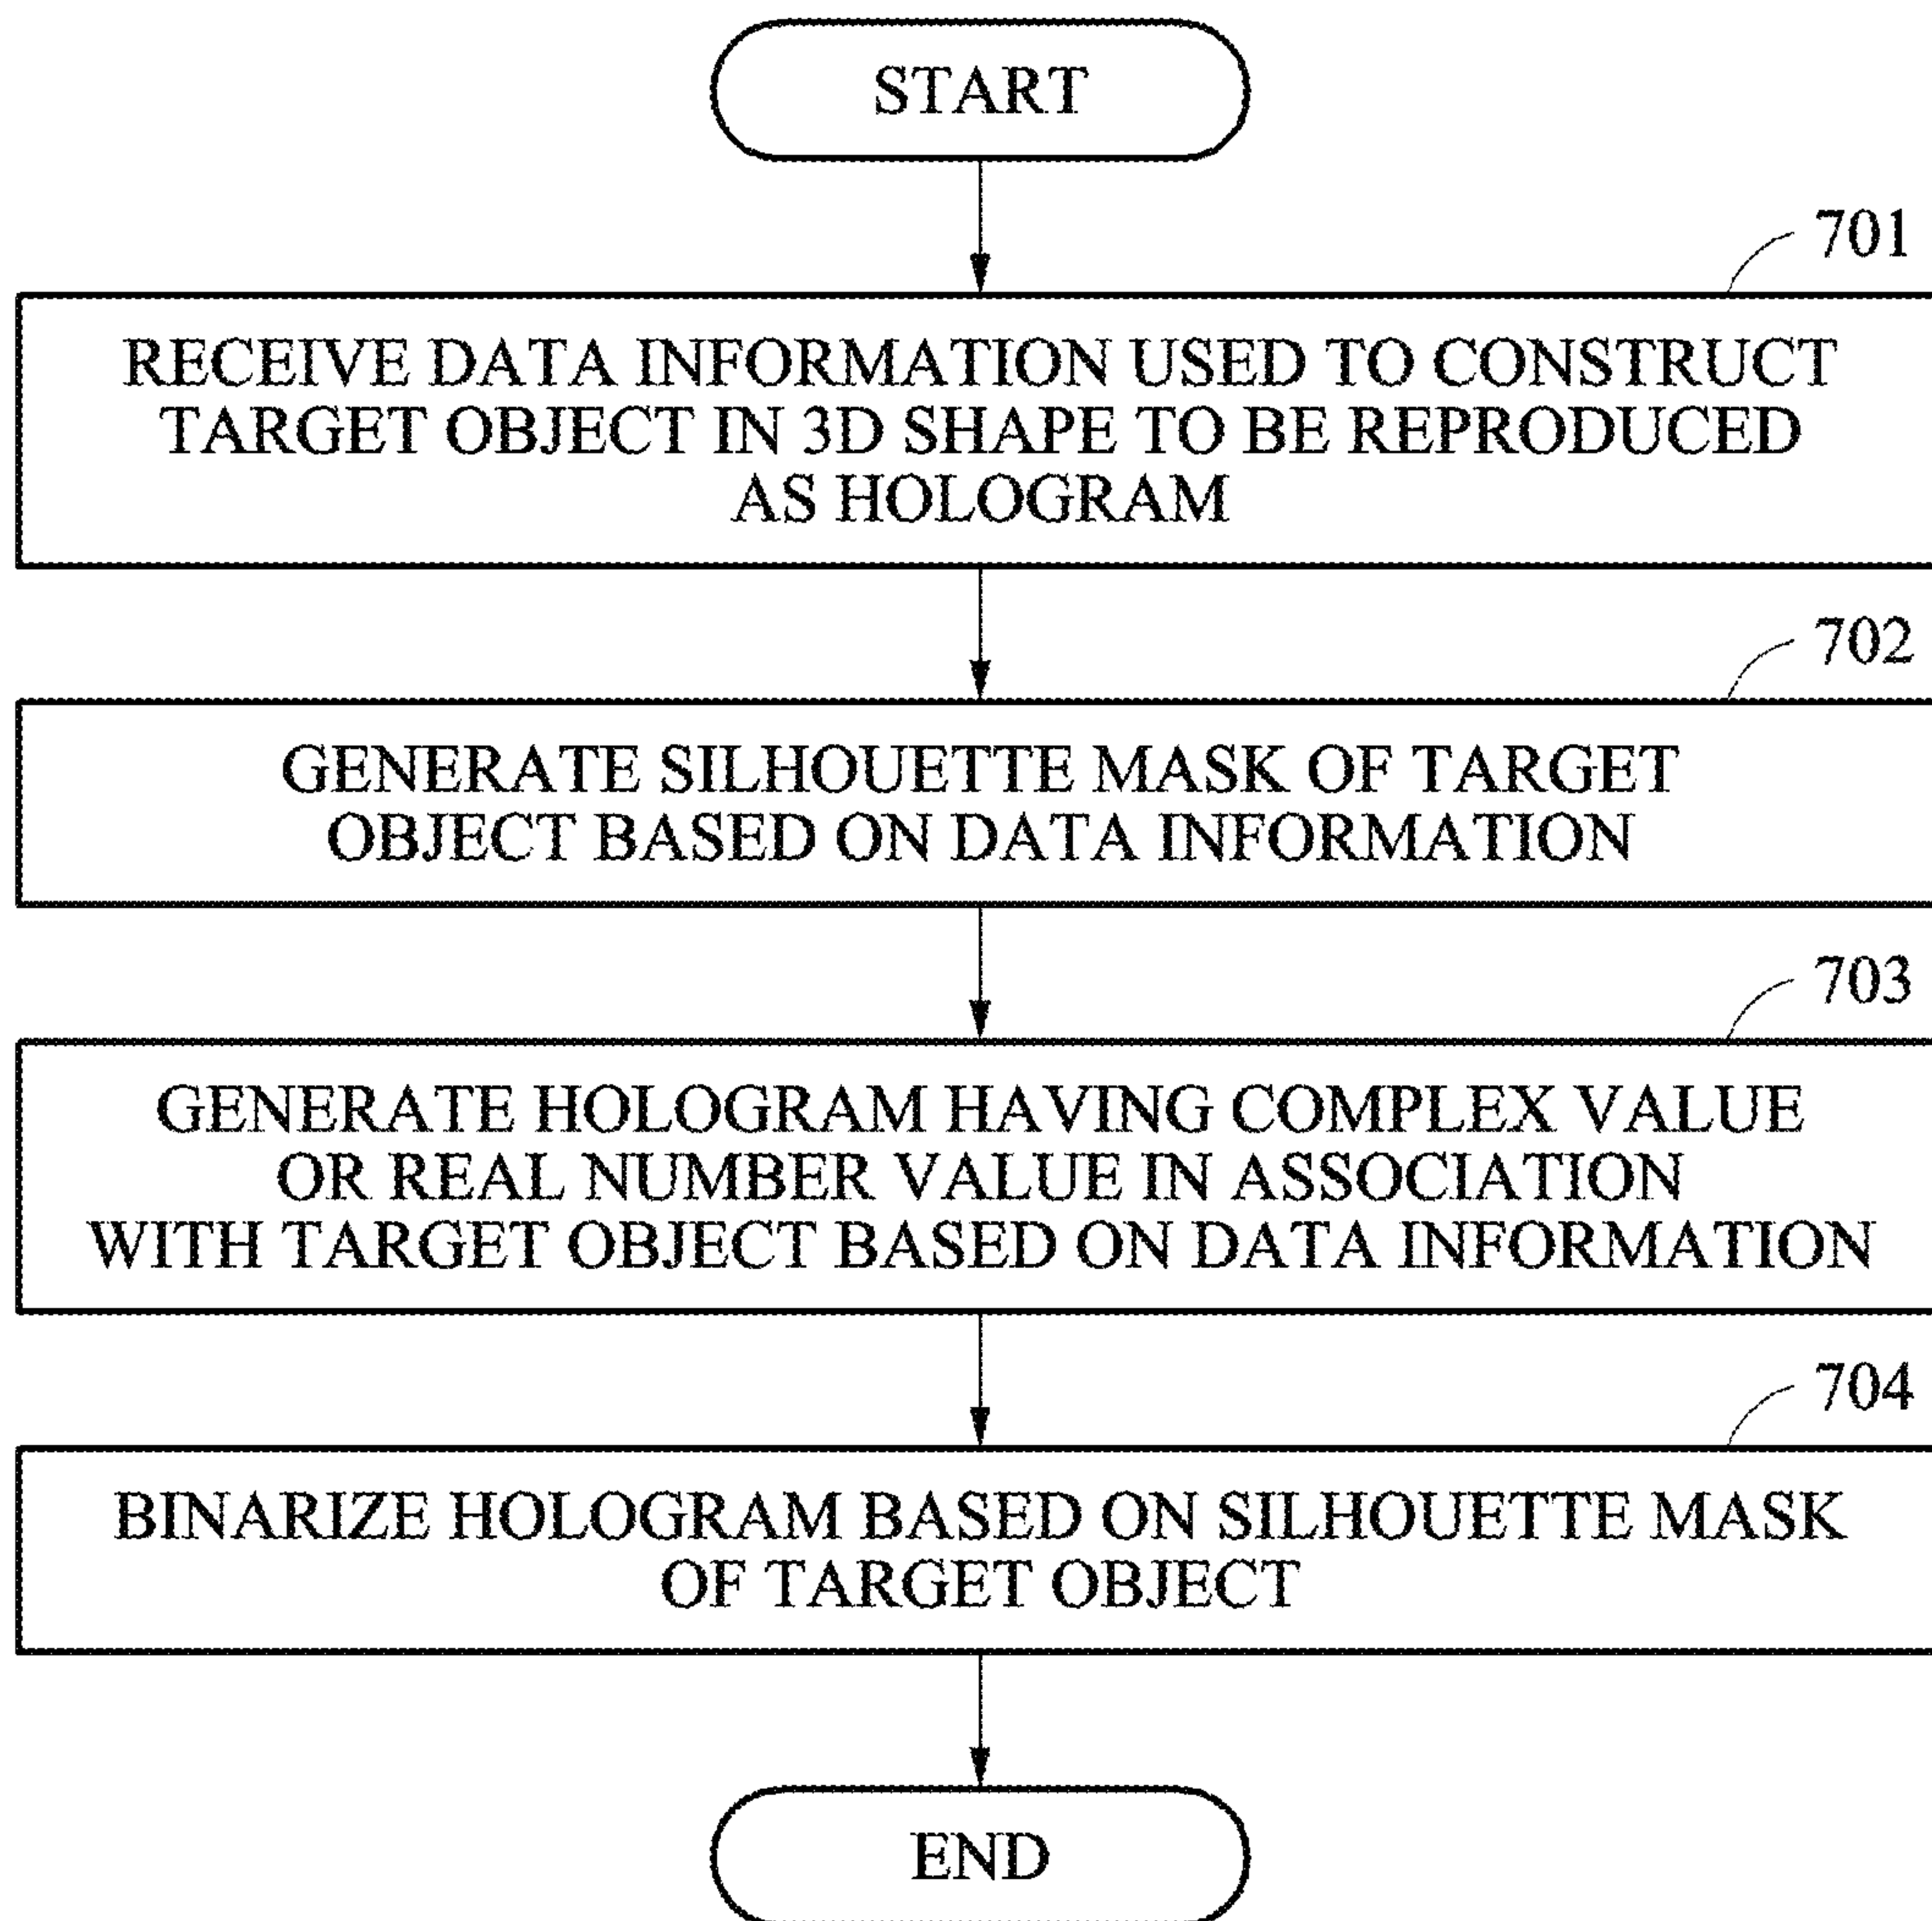 START
701
RECEIVE DATA INFORMATION USED TO CONSTRUCT
TARGET OBJECT IN 3D SHAPE TO BE REPRODUCED
AS HOLOGRAM
702
GENERATE SILHOUETTE MASK OF TARGET
OBJECT BASED ON DATA INFORMATION
703
GENERATE HOLOGRAM HAVING COMPLEX VALUE
OR REAL NUMBER VALUE IN ASSOCIATION
WITH TARGET OBJECT BASED ON DATA INFORMATION
704
BINARIZE HOLOGRAM BASED ON SILHOUETTE MASK
OF TARGET OBJECT
END